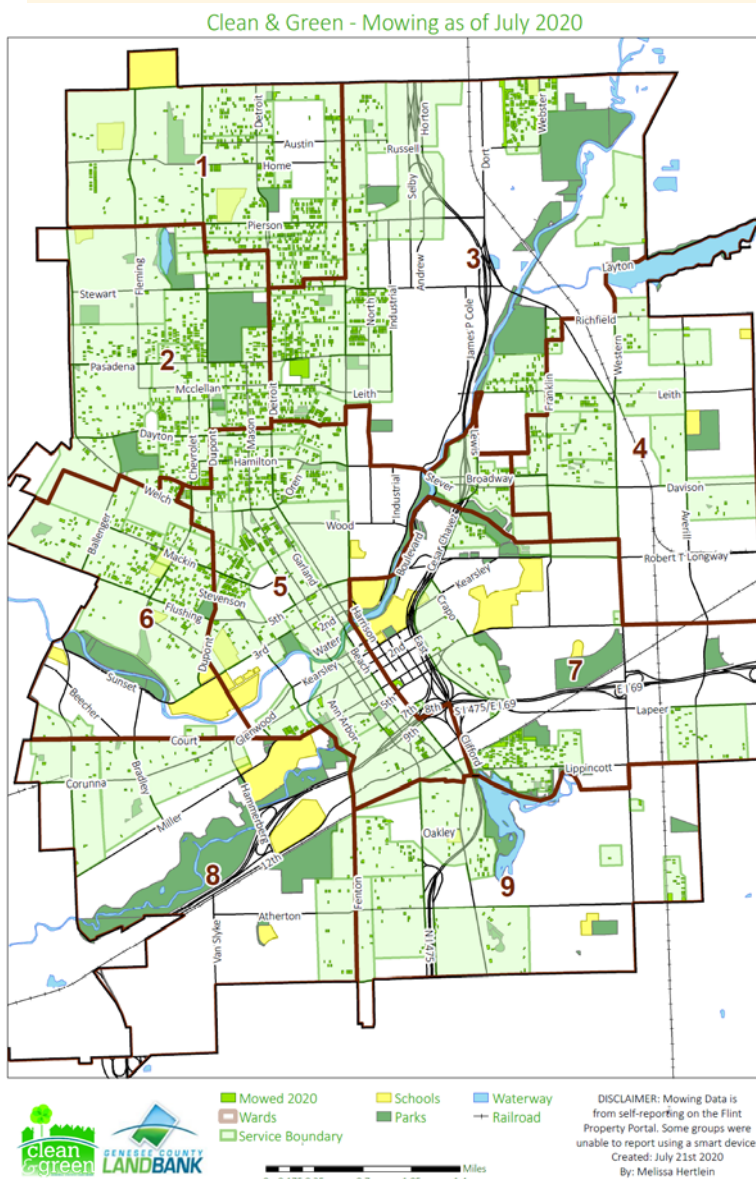 Clean & Green - Mowing as of July 2020
Detroit
Horton
Webster
Austin
Russell
Dort
1
Home
Selby
Pierson
Andrew
3
Fleming
Layton
Stewart
North
Industrial
James P Cole
Richfield
2
Western
Pasadena
Mcclellan
Detroit
Leith
Franklin
Leith
Dayton
Chevrolet
Dupont
Mason
Lewis
4
Hamilton
Oren
Stever
Broadway
Davison
Welch
Industrial
Averill
Ballenger
Wood
Boulevard
Cesar Chavez
Robert T Longway
Mackin
Garland
Kearsley
5
Stevenson
Crapo
6
Flushing
5th
2nd
Harrison
Dupont
3rd
Water
Beach
2nd
East
7
Sunset
Kearsley
5th
E I 69
Beecher
Ann Arbor
7th
8th
S I 475/E I 69
Lapeer
Glenwood
9th
Clifford
Court
Lippincott
Corunna
Bradley
Miller
Hammerberg
Oakley
12th
8
9
Fenton
Atherton
Van Slyke
N I 475
Mowed 2020
Wards
Service Boundary
Schools
Parks
Waterway
Railroad
clean
& green
GENESEE COUNTY
LANDBANK
Miles
DISCLAIMER: Mowing Data is
from self-reporting on the Flint
Property Portal. Some groups were
unable to report using a smart device
Created: July 21st 2020
By: Melissa Hertlein